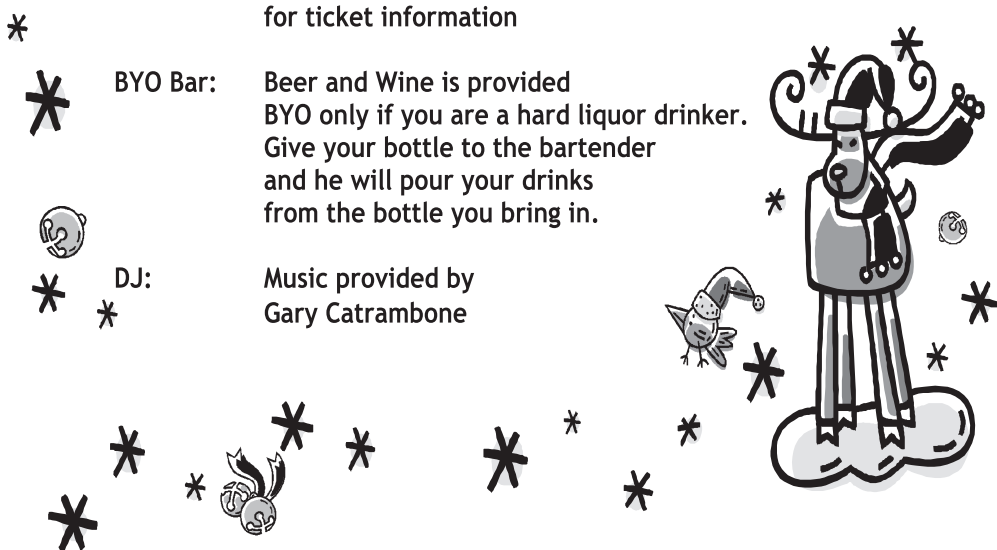 for ticket information
BYO Bar: Beer and Wine is provided
BYO only if you are a hard liquor drinker.
Give your bottle to the bartender
and he will pour your drinks
from the bottle you bring in.
DJ: Music provided by
Gary Catrambone